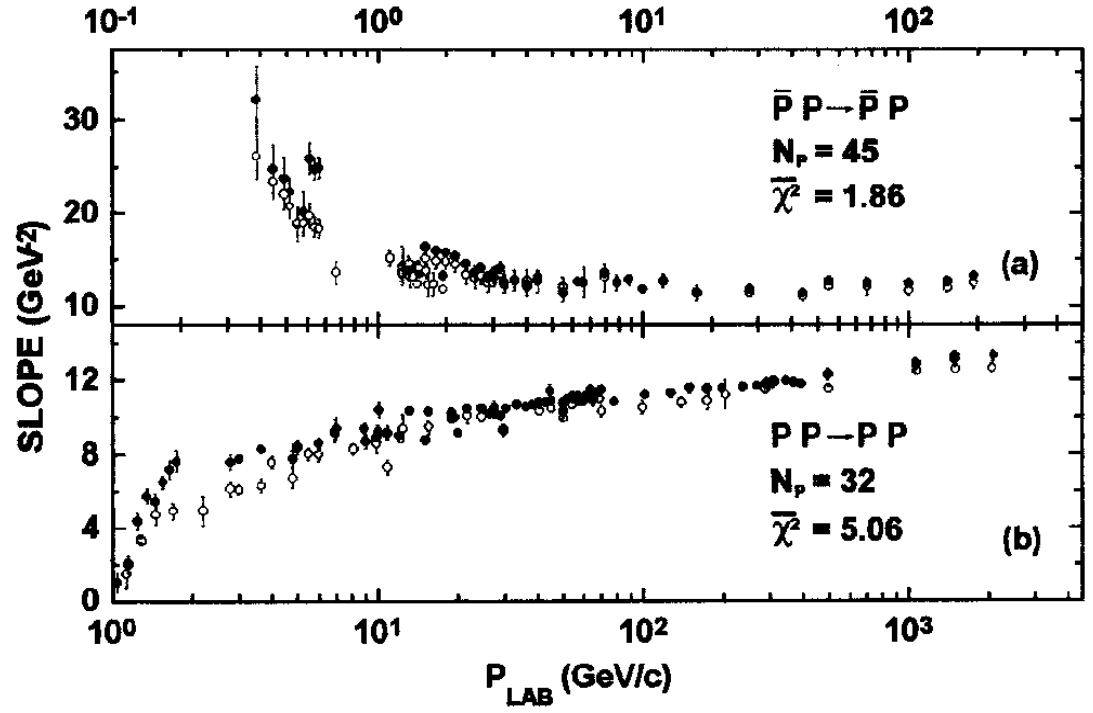 10⁻¹ 10⁰ 10¹ 10²
30
20
10
P̅ P→P̅ P
Nₚ = 45
χ̅² = 1.86
(a)
SLOPE (GeV⁻²)
12
8
4
0
P P→P P
Nₚ = 32
χ̅² = 5.06
(b)
10⁰ 10¹ 10² 10³
P_LAB (GeV/c)